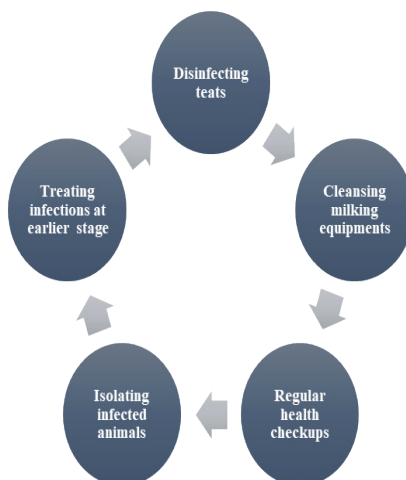 Disinfecting
teats
Cleansing
milking
equipments
Regular
health
checkups
Isolating
infected
animals
Treating
infections at
earlier stage